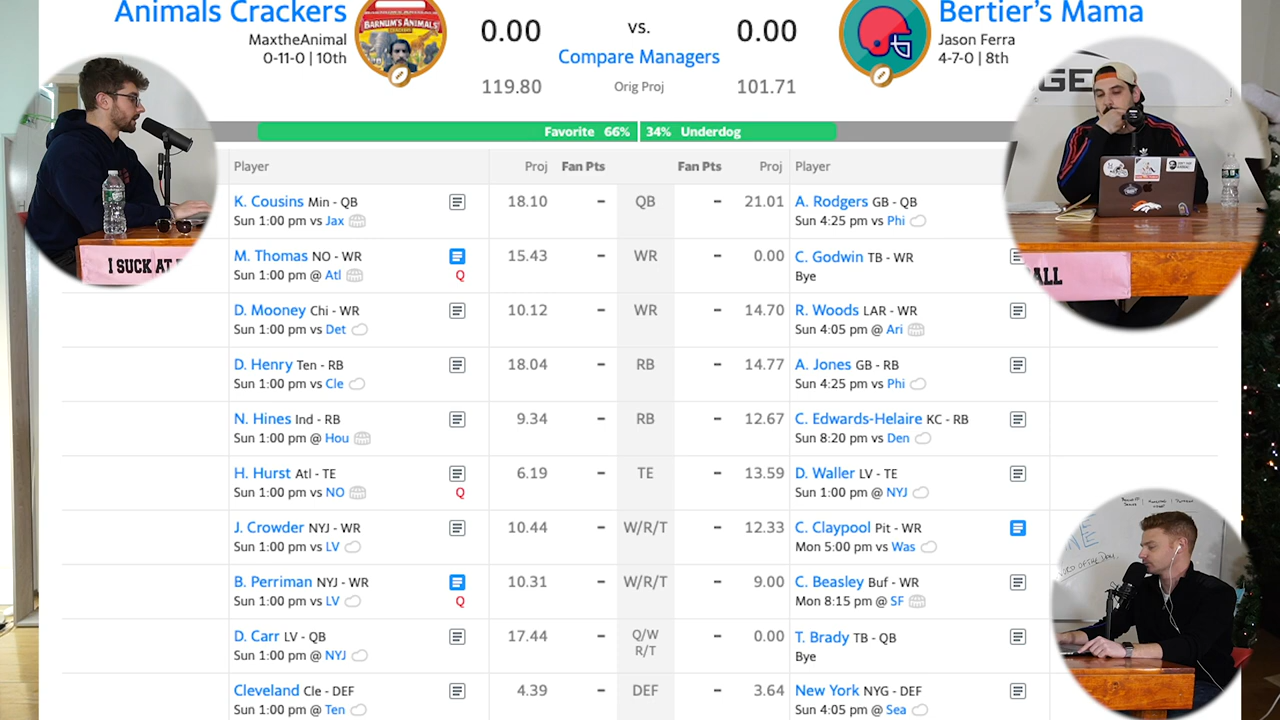 Animals Crackers
MaxtheAnimal
0-11-0 | 10th
BARNUM'S ANIMALS
0.00
vs.
0.00
Compare Managers
119.80
Orig Proj
101.71
Bertier's Mama
Jason Ferra
4-7-0 | 8th
Favorite 66% 34% Underdog
Player Proj Fan Pts Fan Pts Proj Player
K. Cousins Min - QB 18.10 – QB – 21.01 A. Rodgers GB - QB
Sun 1:00 pm vs Jax Sun 4:25 pm vs Phi
M. Thomas NO - WR 15.43 – WR – 0.00 C. Godwin TB - WR
Sun 1:00 pm @ Atl Q Bye
D. Mooney Chi - WR 10.12 – WR – 14.70 R. Woods LAR - WR
Sun 1:00 pm vs Det Sun 4:05 pm @ Ari
D. Henry Ten - RB 18.04 – RB – 14.77 A. Jones GB - RB
Sun 1:00 pm vs Cle Sun 4:25 pm vs Phi
N. Hines Ind - RB 9.34 – RB – 12.67 C. Edwards-Helaire KC - RB
Sun 1:00 pm @ Hou Sun 8:20 pm vs Den
H. Hurst Atl - TE 6.19 – TE – 13.59 D. Waller LV - TE
Sun 1:00 pm vs NO Q Sun 1:00 pm @ NYJ
J. Crowder NYJ - WR 10.44 – W/R/T – 12.33 C. Claypool Pit - WR
Sun 1:00 pm vs LV Mon 5:00 pm vs Was
B. Perriman NYJ - WR 10.31 – W/R/T – 9.00 C. Beasley Buf - WR
Sun 1:00 pm vs LV Q Mon 8:15 pm @ SF
D. Carr LV - QB 17.44 – Q/W R/T – 0.00 T. Brady TB - QB
Sun 1:00 pm @ NYJ Bye
Cleveland Cle - DEF 4.39 – DEF – 3.64 New York NYG - DEF
Sun 1:00 pm @ Ten Sun 4:05 pm @ Sea
I SUCK AT
GE
ALL
WORD OF THE DAY